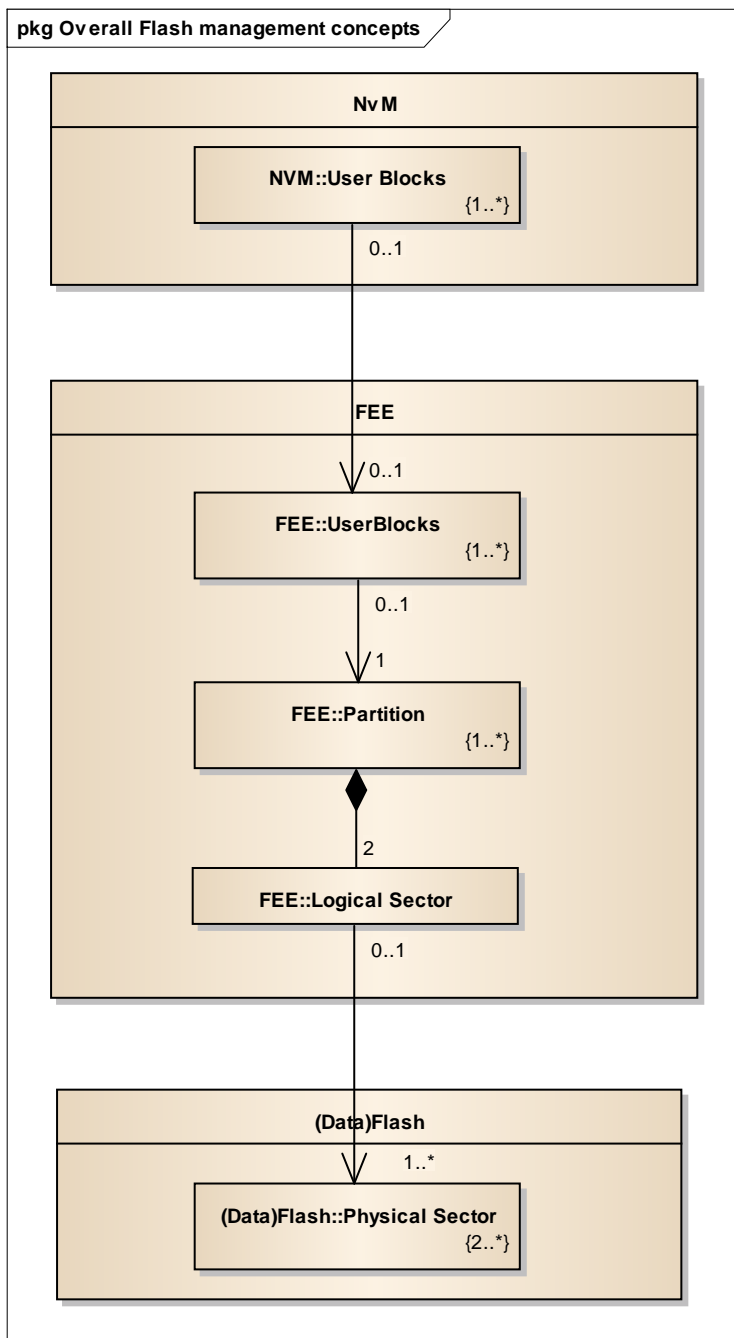 pkg Overall Flash management concepts
NvM
NVM::User Blocks
{1..*}
0..1
FEE
0..1
FEE::UserBlocks
{1..*}
0..1
1
FEE::Partition
{1..*}
2
FEE::Logical Sector
0..1
(Data)Flash
1..*
(Data)Flash::Physical Sector
{2..*}